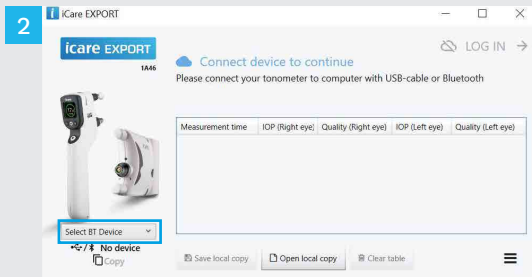 2
iCare EXPORT
LOG IN
icare EXPORT
1A46
Connect device to continue
Please connect your tonometer to computer with USB-cable or Bluetooth
Measurement time IOP (Right eye) Quality (Right eye) IOP (Left eye) Quality (Left eye)
Select BT Device
/ No device
Copy
Save local copy Open local copy Clear table